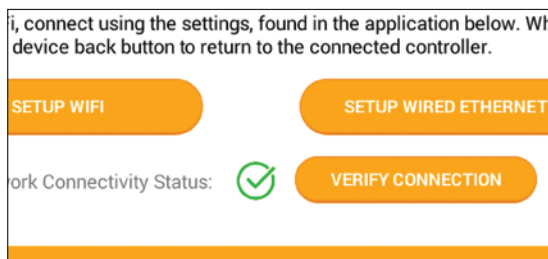 i, connect using the settings, found in the application below. Wh
device back button to return to the connected controller.
SETUP WIFI SETUP WIRED ETHERNET
ork Connectivity Status: VERIFY CONNECTION